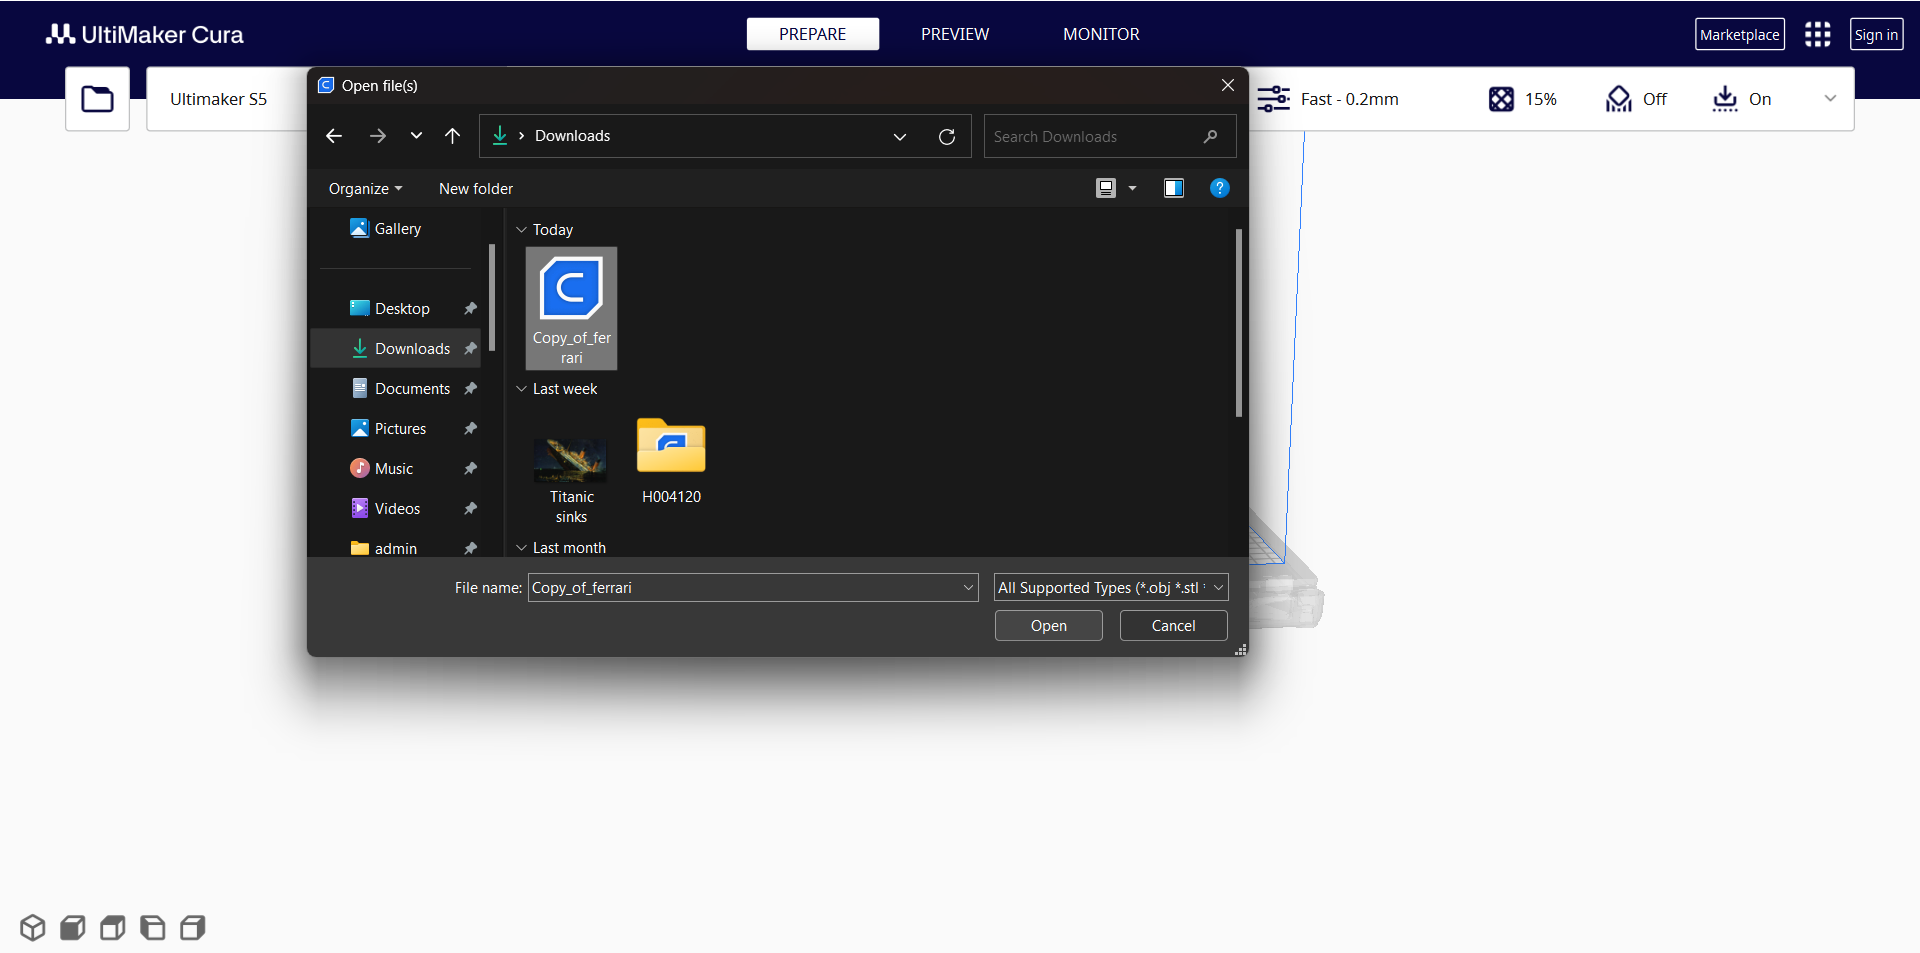 UltiMaker Cura
PREPARE
PREVIEW
MONITOR
Marketplace
Sign in
Ultimaker S5
Fast - 0.2mm
15%
Off
On
Open file(s)
Downloads
Search Downloads
Organize
New folder
Gallery
Desktop
Downloads
Documents
Pictures
Music
Videos
admin
Today
Copy_of_fer
rari
Last week
Titanic
sinks
H004120
Last month
File name:
Copy_of_ferrari
All Supported Types (*.obj *.stl
Open
Cancel